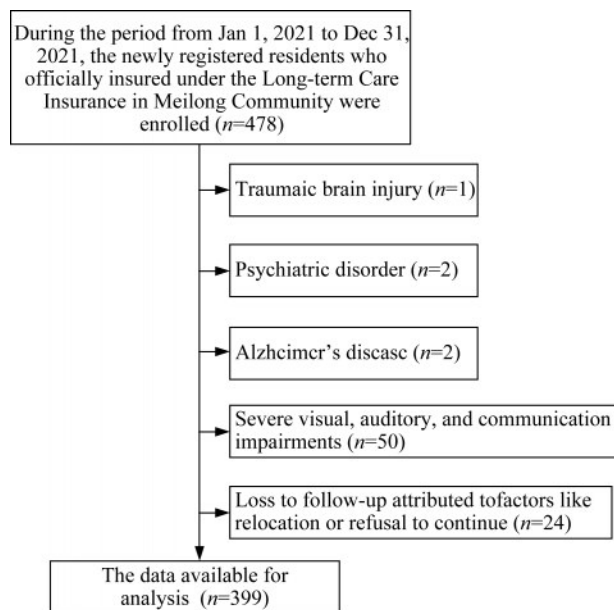 During the period from Jan 1, 2021 to Dec 31,
2021, the newly registered residents who
officially insured under the Long-term Care
Insurance in Meilong Community were
enrolled (n=478)
Traumaic brain injury (n=1)
Psychiatric disorder (n=2)
Alzhcimcr's discasc (n=2)
Severe visual, auditory, and communication
impairments (n=50)
Loss to follow-up attributed tofactors like
relocation or refusal to continue (n=24)
The data available for
analysis (n=399)